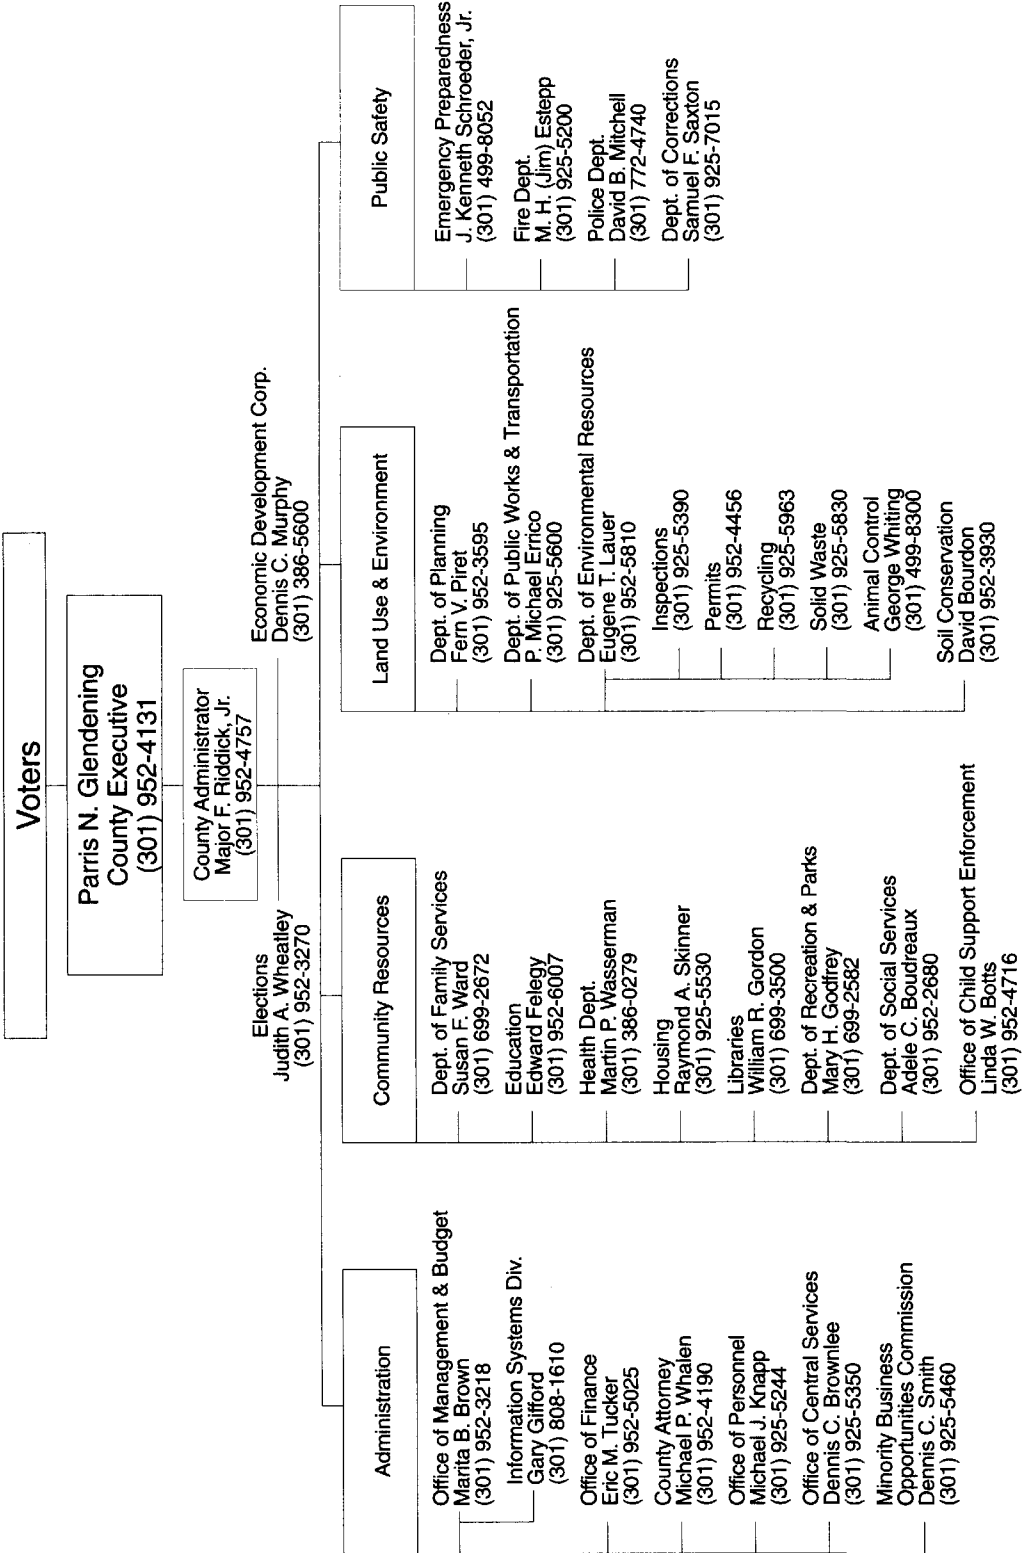 Voters
Parris N. Glendening
County Executive
(301) 952-4131
County Administrator
Major F. Riddick, Jr.
(301) 952-4757
Elections
Judith A. Wheatley
(301) 952-3270
Economic Development Corp.
Dennis C. Murphy
(301) 386-5600
Administration
Office of Management & Budget
Marita B. Brown
(301) 952-3218
Information Systems Div.
Gary Gifford
(301) 808-1610
Office of Finance
Eric M. Tucker
(301) 952-5025
County Attorney
Michael P. Whalen
(301) 952-4190
Office of Personnel
Michael J. Knapp
(301) 925-5244
Office of Central Services
Dennis C. Brownlee
(301) 925-5350
Minority Business
Opportunities Commission
Dennis C. Smith
(301) 925-5460
Community Resources
Dept. of Family Services
Susan F. Ward
(301) 699-2672
Education
Edward Felegy
(301) 952-6007
Health Dept.
Martin P. Wasserman
(301) 386-0279
Housing
Raymond A. Skinner
(301) 925-5530
Libraries
William R. Gordon
(301) 699-3500
Dept. of Recreation & Parks
Mary H. Godfrey
(301) 699-2582
Dept. of Social Services
Adele C. Boudreaux
(301) 952-2680
Office of Child Support Enforcement
Linda W. Botts
(301) 952-4716
Land Use & Environment
Dept. of Planning
Fern V. Piret
(301) 952-3595
Dept. of Public Works & Transportation
P. Michael Errico
(301) 925-5600
Dept. of Environmental Resources
Eugene T. Lauer
(301) 952-5810
Inspections
(301) 925-5390
Permits
(301) 952-4456
Recycling
(301) 925-5963
Solid Waste
(301) 925-5830
Animal Control
George Whiting
(301) 499-8300
Soil Conservation
David Bourdon
(301) 952-3930
Public Safety
Emergency Preparedness
J. Kenneth Schroeder, Jr.
(301) 499-8052
Fire Dept.
M. H. (Jim) Estepp
(301) 925-5200
Police Dept.
David B. Mitchell
(301) 772-4740
Dept. of Corrections
Samuel F. Saxton
(301) 925-7015